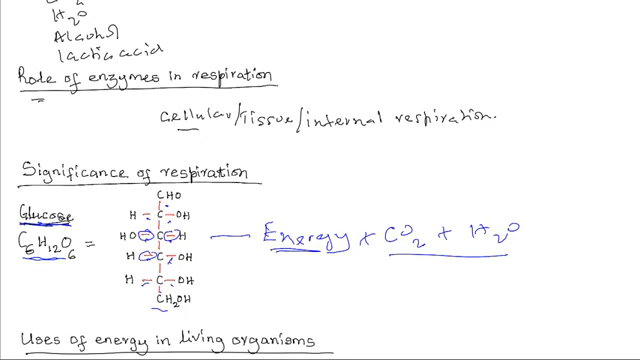 H2O
Alcohol
Lactic acid
Role of enzymes in respiration
Cellular/Tissue/internal respiration.
Significance of respiration
CHO
Glucose
H – C – OH
C6H12O6 = HO – C – H — Energy + CO2 + H2O
H – C – OH
H – C – OH
CH2OH
Uses of energy in living organisms